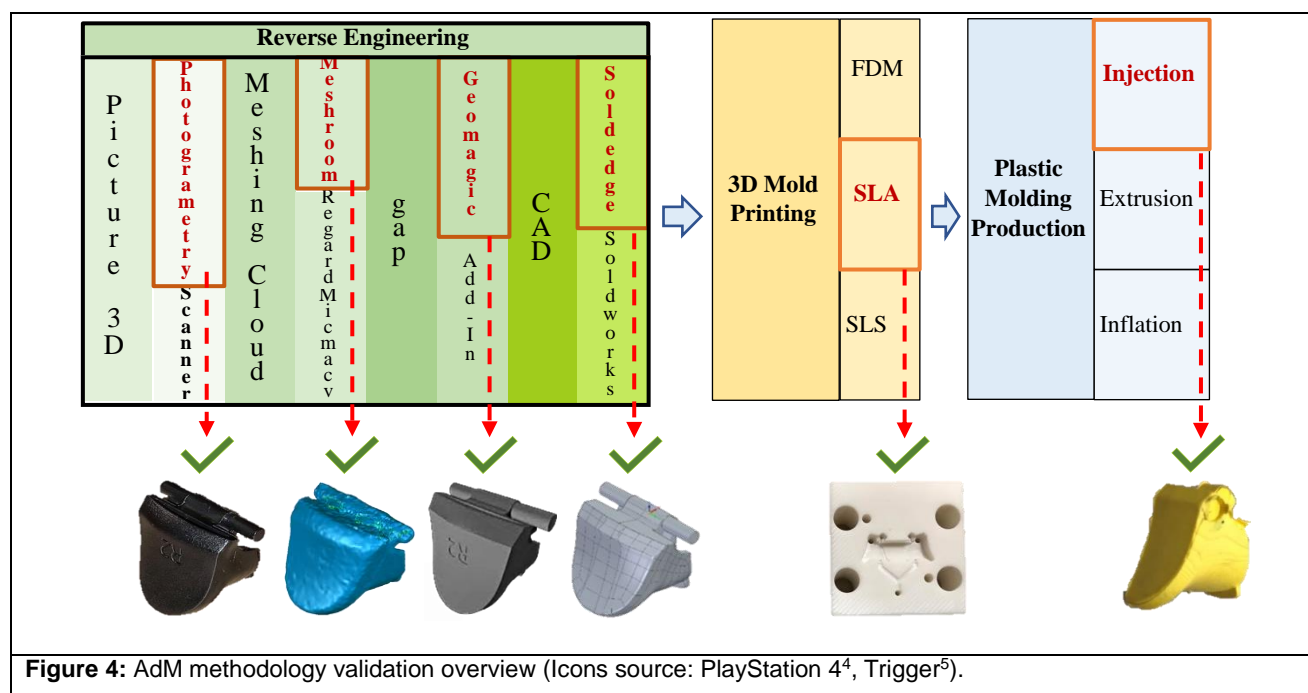 Reverse Engineering
Picture 3D
Photogrametry
Scanner
Meshing Cloud
Meshroom
RegardMicmacv
gap
Geomagic
Add-In
CAD
Soldedge
Soldworks
3D Mold
Printing
FDM
SLA
SLS
Plastic
Molding
Production
Injection
Extrusion
Inflation
R2
R2
Figure 4: AdM methodology validation overview (Icons source: PlayStation 4⁴, Trigger⁵).